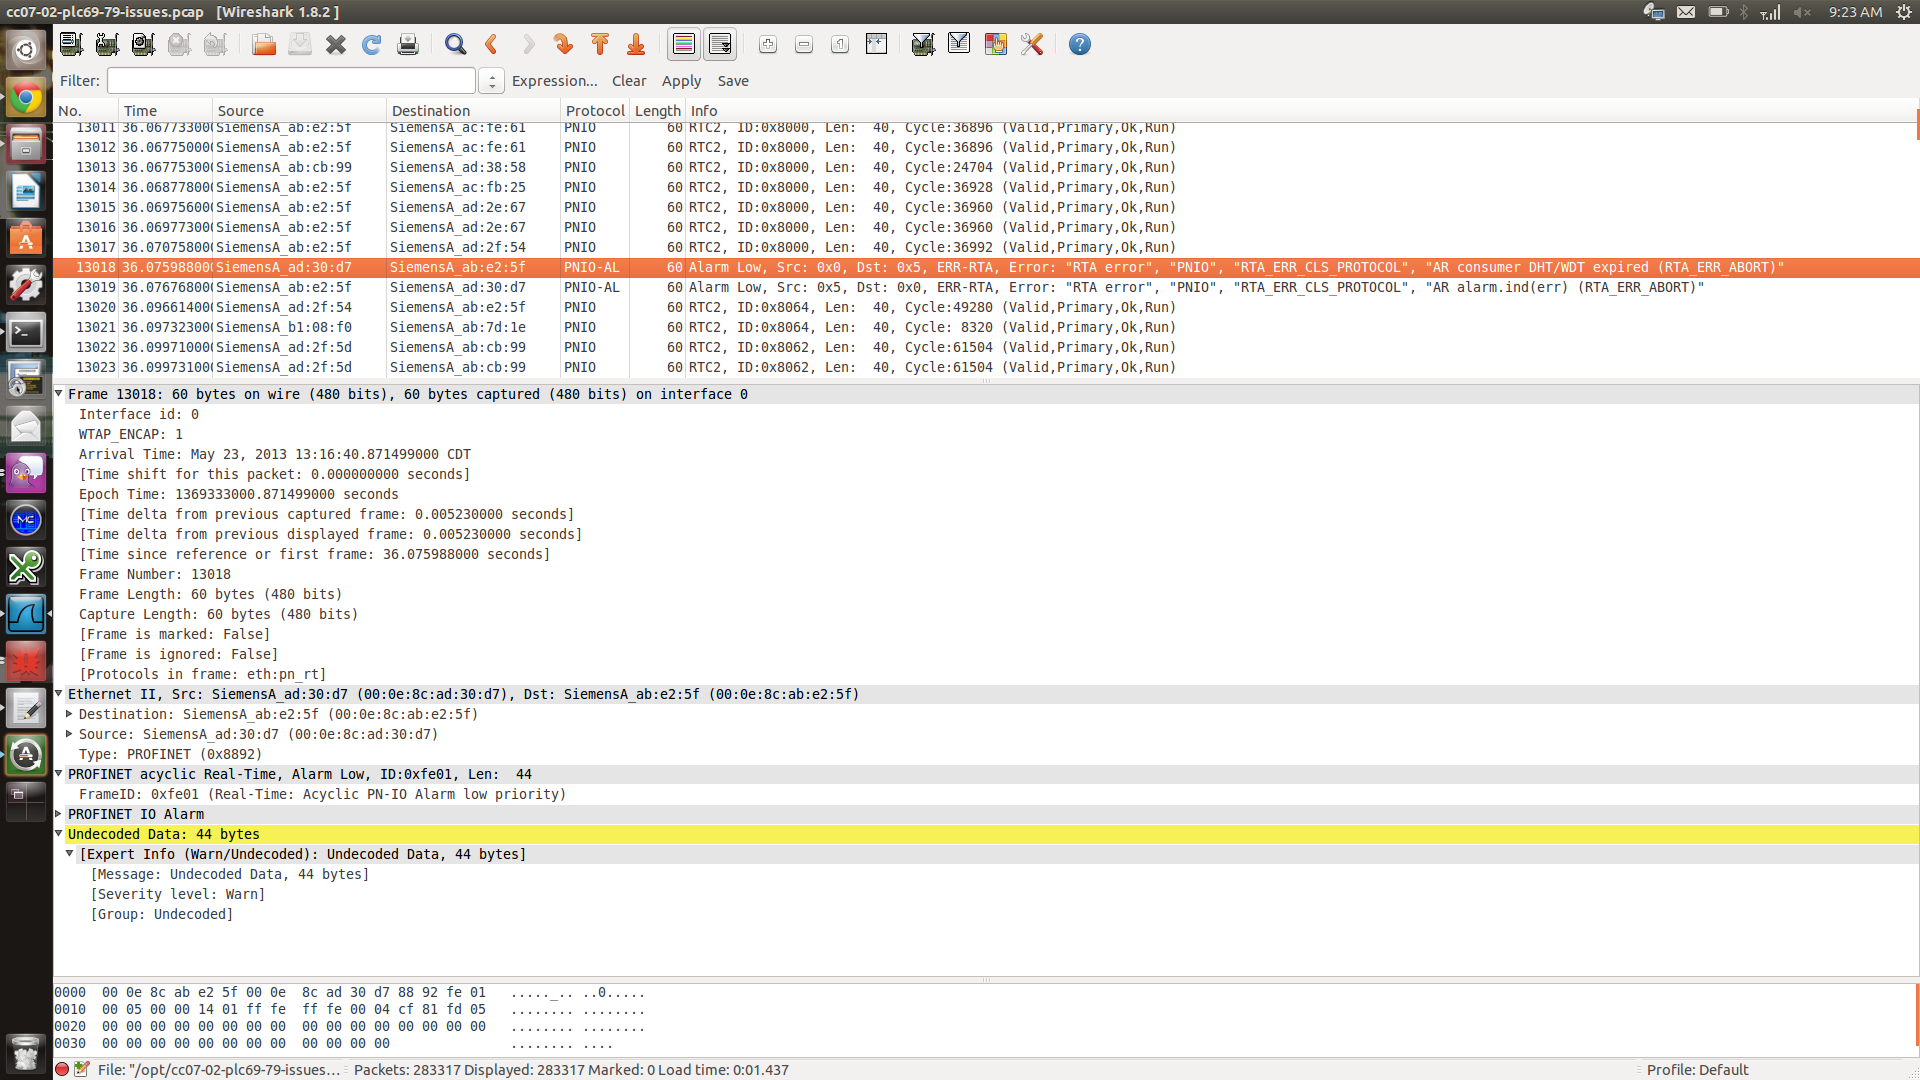 cc07-02-plc69-79-issues.pcap [Wireshark 1.8.2 ]
9:23 AM
Filter:
Expression... Clear Apply Save
No. Time Source Destination Protocol Length Info
13011 36.067733000 SiemensA_ab:e2:5f SiemensA_ac:fe:61 PNIO 60 RTC2, ID:0x8000, Len: 40, Cycle:36896 (Valid,Primary,Ok,Run)
13012 36.067750000 SiemensA_ab:e2:5f SiemensA_ac:fe:61 PNIO 60 RTC2, ID:0x8000, Len: 40, Cycle:36896 (Valid,Primary,Ok,Run)
13013 36.067753000 SiemensA_ab:cb:99 SiemensA_ad:38:58 PNIO 60 RTC2, ID:0x8000, Len: 40, Cycle:24704 (Valid,Primary,Ok,Run)
13014 36.068778000 SiemensA_ab:e2:5f SiemensA_ac:fb:25 PNIO 60 RTC2, ID:0x8000, Len: 40, Cycle:36928 (Valid,Primary,Ok,Run)
13015 36.069756000 SiemensA_ab:e2:5f SiemensA_ad:2e:67 PNIO 60 RTC2, ID:0x8000, Len: 40, Cycle:36960 (Valid,Primary,Ok,Run)
13016 36.069773000 SiemensA_ab:e2:5f SiemensA_ad:2e:67 PNIO 60 RTC2, ID:0x8000, Len: 40, Cycle:36960 (Valid,Primary,Ok,Run)
13017 36.070758000 SiemensA_ab:e2:5f SiemensA_ad:2f:54 PNIO 60 RTC2, ID:0x8000, Len: 40, Cycle:36992 (Valid,Primary,Ok,Run)
13018 36.075988000 SiemensA_ad:30:d7 SiemensA_ab:e2:5f PNIO-AL 60 Alarm Low, Src: 0x0, Dst: 0x5, ERR-RTA, Error: "RTA error", "PNIO", "RTA_ERR_CLS_PROTOCOL", "AR consumer DHT/WDT expired (RTA_ERR_ABORT)"
13019 36.076768000 SiemensA_ab:e2:5f SiemensA_ad:30:d7 PNIO-AL 60 Alarm Low, Src: 0x5, Dst: 0x0, ERR-RTA, Error: "RTA error", "PNIO", "RTA_ERR_CLS_PROTOCOL", "AR alarm.ind(err) (RTA_ERR_ABORT)"
13020 36.096614000 SiemensA_ad:2f:54 SiemensA_ab:e2:5f PNIO 60 RTC2, ID:0x8064, Len: 40, Cycle:49280 (Valid,Primary,Ok,Run)
13021 36.097323000 SiemensA_b1:08:f0 SiemensA_ab:7d:1e PNIO 60 RTC2, ID:0x8064, Len: 40, Cycle: 8320 (Valid,Primary,Ok,Run)
13022 36.099710000 SiemensA_ad:2f:5d SiemensA_ab:cb:99 PNIO 60 RTC2, ID:0x8062, Len: 40, Cycle:61504 (Valid,Primary,Ok,Run)
13023 36.099731000 SiemensA_ad:2f:5d SiemensA_ab:cb:99 PNIO 60 RTC2, ID:0x8062, Len: 40, Cycle:61504 (Valid,Primary,Ok,Run)
Frame 13018: 60 bytes on wire (480 bits), 60 bytes captured (480 bits) on interface 0
Interface id: 0
WTAP_ENCAP: 1
Arrival Time: May 23, 2013 13:16:40.871499000 CDT
[Time shift for this packet: 0.000000000 seconds]
Epoch Time: 1369333000.871499000 seconds
[Time delta from previous captured frame: 0.005230000 seconds]
[Time delta from previous displayed frame: 0.005230000 seconds]
[Time since reference or first frame: 36.075988000 seconds]
Frame Number: 13018
Frame Length: 60 bytes (480 bits)
Capture Length: 60 bytes (480 bits)
[Frame is marked: False]
[Frame is ignored: False]
[Protocols in frame: eth:pn_rt]
Ethernet II, Src: SiemensA_ad:30:d7 (00:0e:8c:ad:30:d7), Dst: SiemensA_ab:e2:5f (00:0e:8c:ab:e2:5f)
Destination: SiemensA_ab:e2:5f (00:0e:8c:ab:e2:5f)
Source: SiemensA_ad:30:d7 (00:0e:8c:ad:30:d7)
Type: PROFINET (0x8892)
PROFINET acyclic Real-Time, Alarm Low, ID:0xfe01, Len: 44
FrameID: 0xfe01 (Real-Time: Acyclic PN-IO Alarm low priority)
PROFINET IO Alarm
Undecoded Data: 44 bytes
[Expert Info (Warn/Undecoded): Undecoded Data, 44 bytes]
[Message: Undecoded Data, 44 bytes]
[Severity level: Warn]
[Group: Undecoded]
0000 00 0e 8c ab e2 5f 00 0e 8c ad 30 d7 88 92 fe 01 ....._.. ..0.....
0010 00 05 00 00 14 01 ff fe ff fe 00 04 cf 81 fd 05 ........ ........
0020 00 00 00 00 00 00 00 00 00 00 00 00 00 00 00 00 ........ ........
0030 00 00 00 00 00 00 00 00 00 00 00 00 ........ ....
File: "/opt/cc07-02-plc69-79-issues... Packets: 283317 Displayed: 283317 Marked: 0 Load time: 0:01.437 Profile: Default